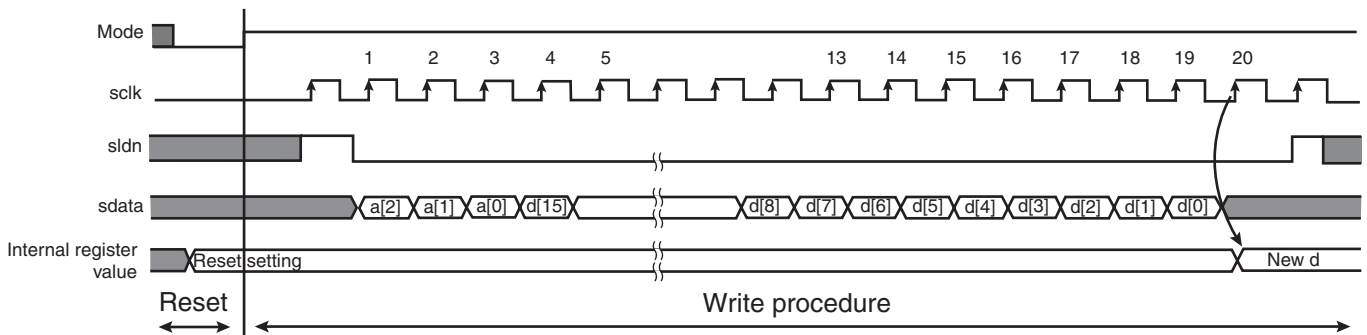 Mode
1 2 3 4 5 13 14 15 16 17 18 19 20
sclk
sldn
sdata a[2] a[1] a[0] d[15] d[8] d[7] d[6] d[5] d[4] d[3] d[2] d[1] d[0]
Internal register
value
Reset setting New d
Reset Write procedure